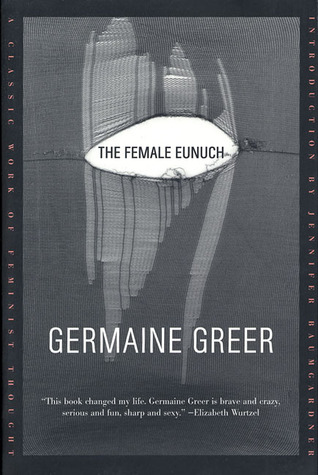 A CLASSIC WORK OF FEMINIST THOUGHT
INTRODUCTION BY JENNIFER BAUMGARDNER
THE FEMALE EUNUCH
GERMAINE GREER
“This book changed my life. Germaine Greer is brave and crazy,
serious and fun, sharp and sexy.” —Elizabeth Wurtzel